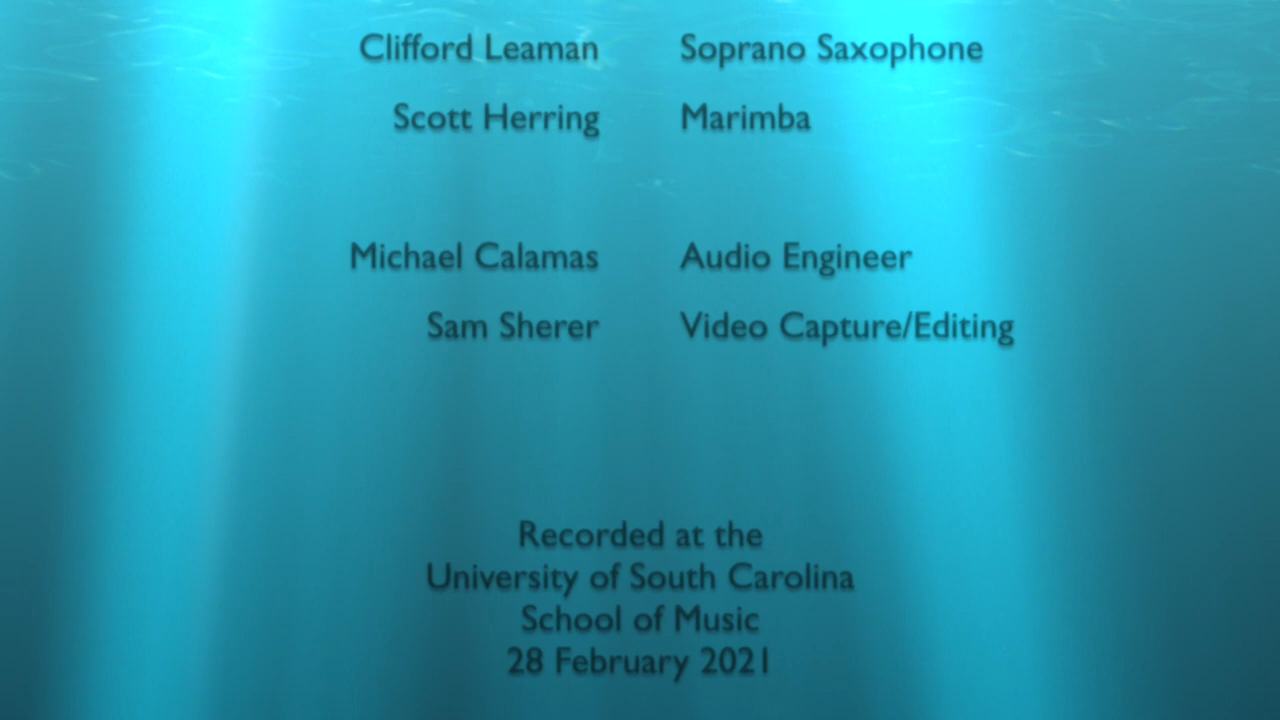 Clifford Leaman Soprano Saxophone
Scott Herring Marimba
Michael Calamas Audio Engineer
Sam Sherer Video Capture/Editing
Recorded at the
University of South Carolina
School of Music
28 February 2021